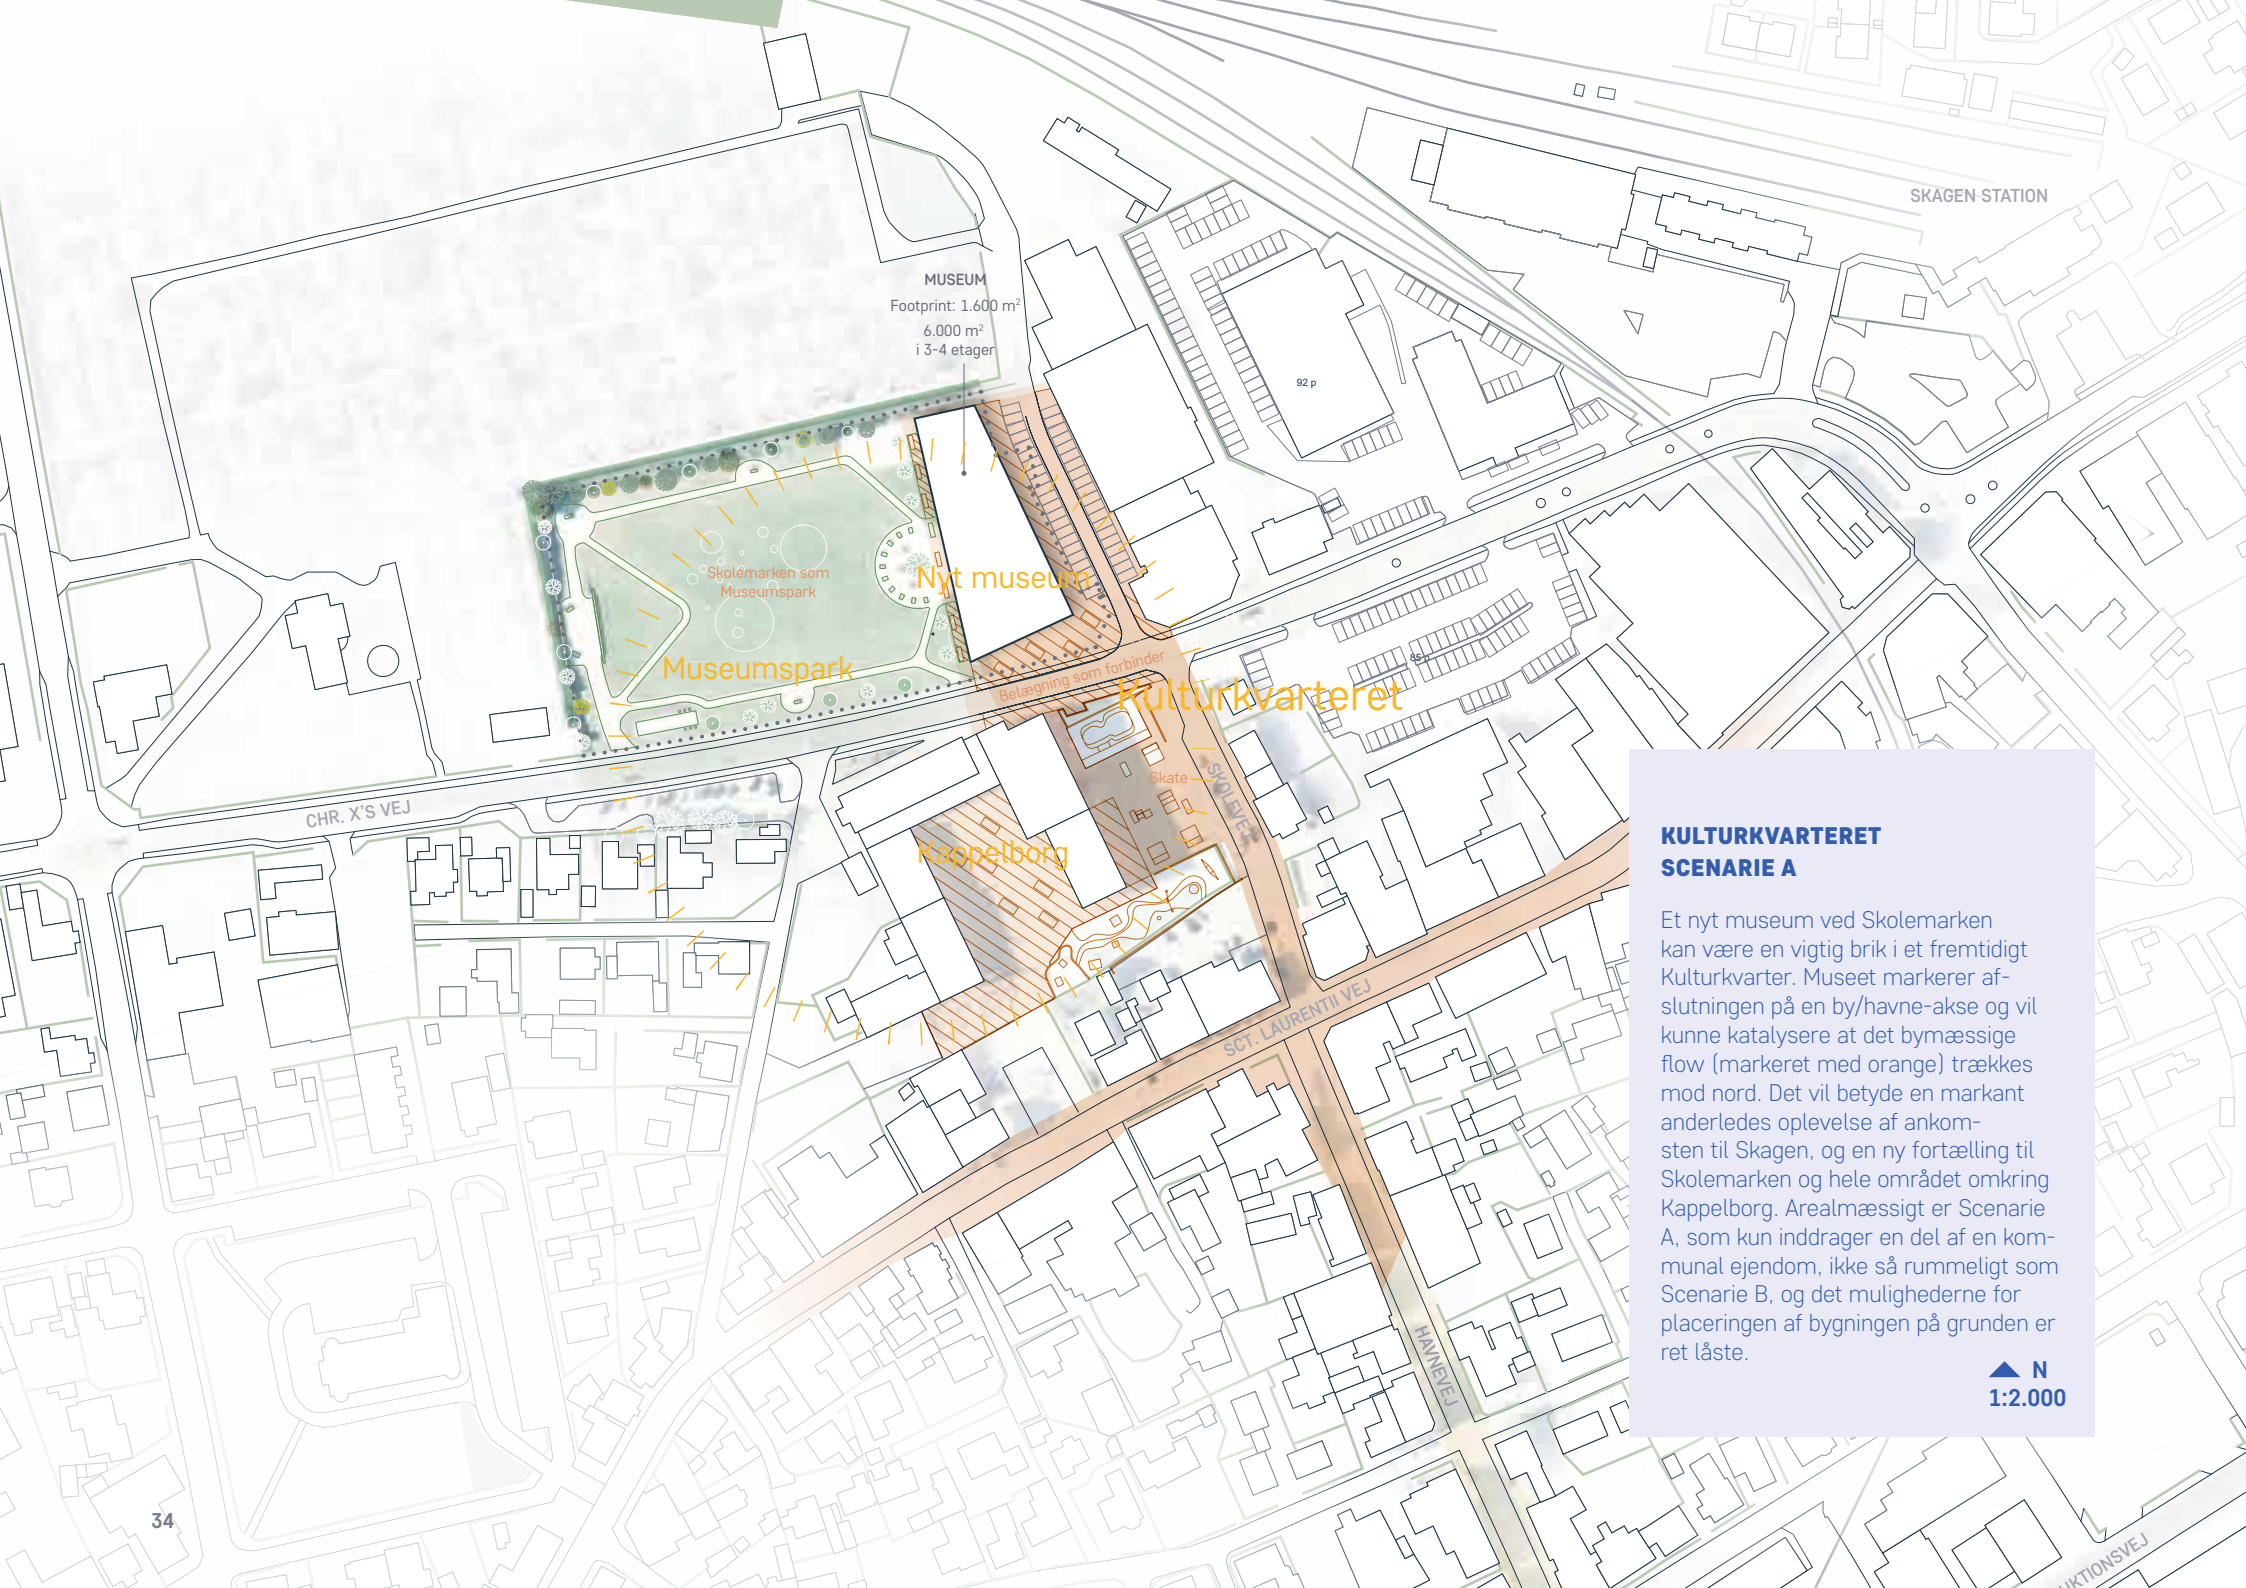 SKAGEN STATION
MUSEUM
Footprint: 1.600 m²
6.000 m²
i 3-4 etager
92 p
Skolemarken som
Museumspark
Nyt museum
Museumspark
Belægning som forbinder
85 p
Kulturkvarteret
Skate
SKOLEVEJ
CHR. X'S VEJ
Kappelborg
SCT. LAURENTII VEJ
HAVNEVEJ
KULTURKVARTERET
SCENARIE A
Et nyt museum ved Skolemarken
kan være en vigtig brik i et fremtidigt
Kulturkvarter. Museet markerer af-
slutningen på en by/havne-akse og vil
kunne katalysere at det bymæssige
flow (markeret med orange) trækkes
mod nord. Det vil betyde en markant
anderledes oplevelse af ankom-
sten til Skagen, og en ny fortælling til
Skolemarken og hele området omkring
Kappelborg. Arealmæssigt er Scenarie
A, som kun inddrager en del af en kom-
munal ejendom, ikke så rummeligt som
Scenarie B, og det mulighederne for
placeringen af bygningen på grunden er
ret låste.
N
1:2.000
34
UKTIONSVEJ